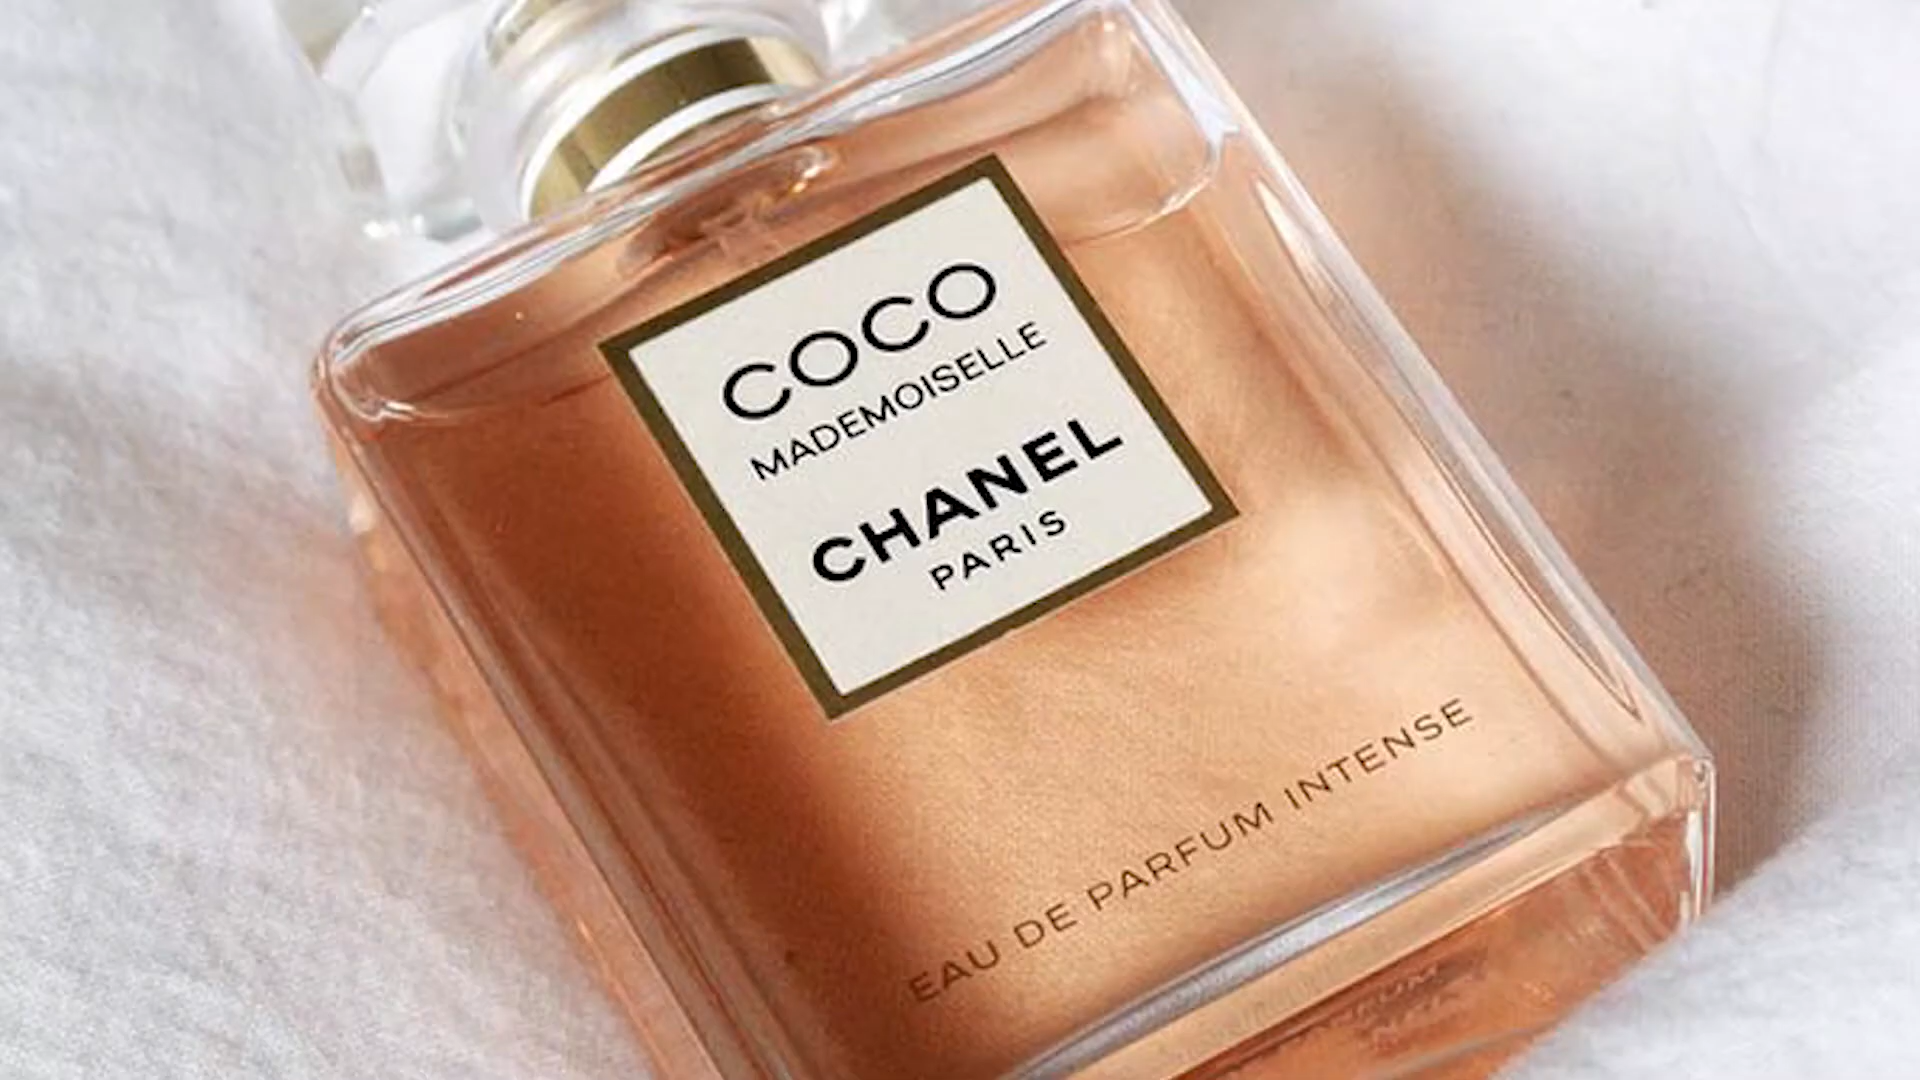 COCO
MADEMOISELLE
CHANEL
PARIS
EAU DE PARFUM INTENSE